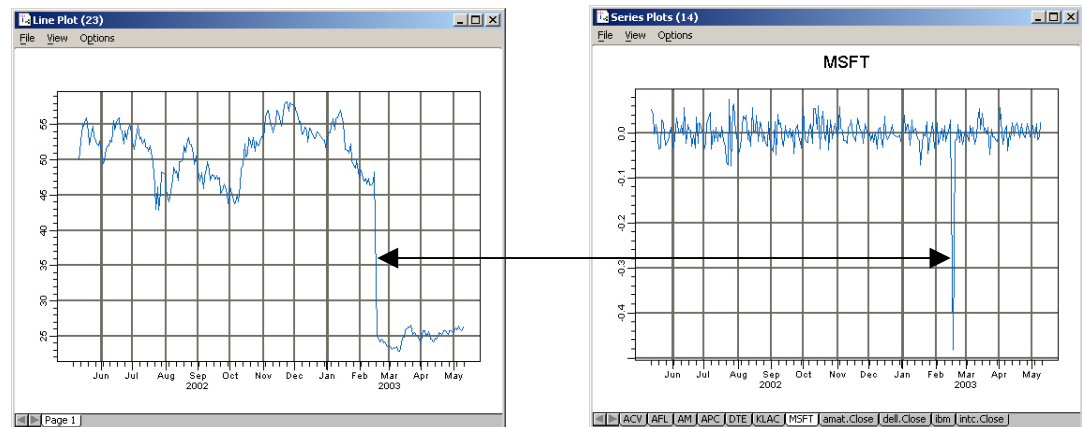 Line Plot (23)
File View Options
55
50
45
40
35
30
25
Jun Jul Aug Sep Oct Nov Dec Jan Feb Mar Apr May
2002 2003
Page 1
Series Plots (14)
File View Options
MSFT
0.0
-0.1
-0.2
-0.3
-0.4
Jun Jul Aug Sep Oct Nov Dec Jan Feb Mar Apr May
2002 2003
ACV AFL AM APC DTE KLAC MSFT amat.Close dell.Close ibm intc.Close